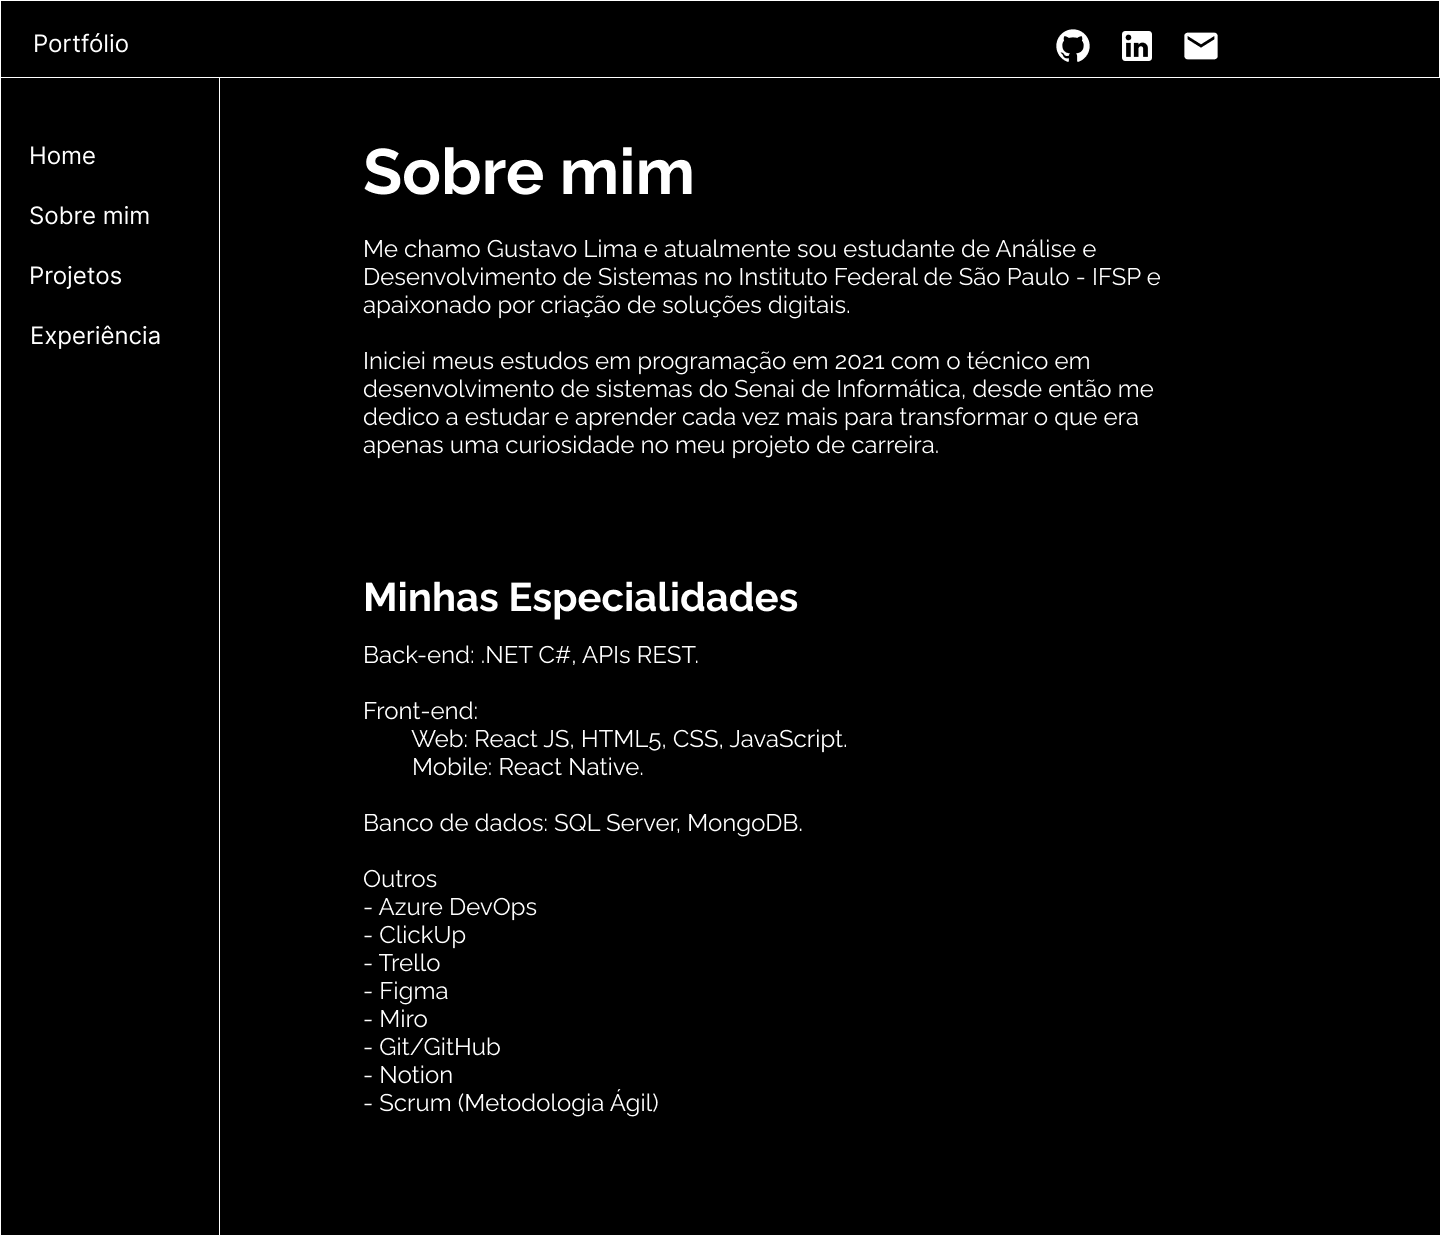 Portfólio
Home
Sobre mim
Projetos
Experiência
Sobre mim
Me chamo Gustavo Lima e atualmente sou estudante de Análise e
Desenvolvimento de Sistemas no Instituto Federal de São Paulo - IFSP e
apaixonado por criação de soluções digitais.
Iniciei meus estudos em programação em 2021 com o técnico em
desenvolvimento de sistemas do Senai de Informática, desde então me
dedico a estudar e aprender cada vez mais para transformar o que era
apenas uma curiosidade no meu projeto de carreira.
Minhas Especialidades
Back-end: .NET C#, APIs REST.
Front-end:
Web: React JS, HTML5, CSS, JavaScript.
Mobile: React Native.
Banco de dados: SQL Server, MongoDB.
Outros
- Azure DevOps
- ClickUp
- Trello
- Figma
- Miro
- Git/GitHub
- Notion
- Scrum (Metodologia Ágil)